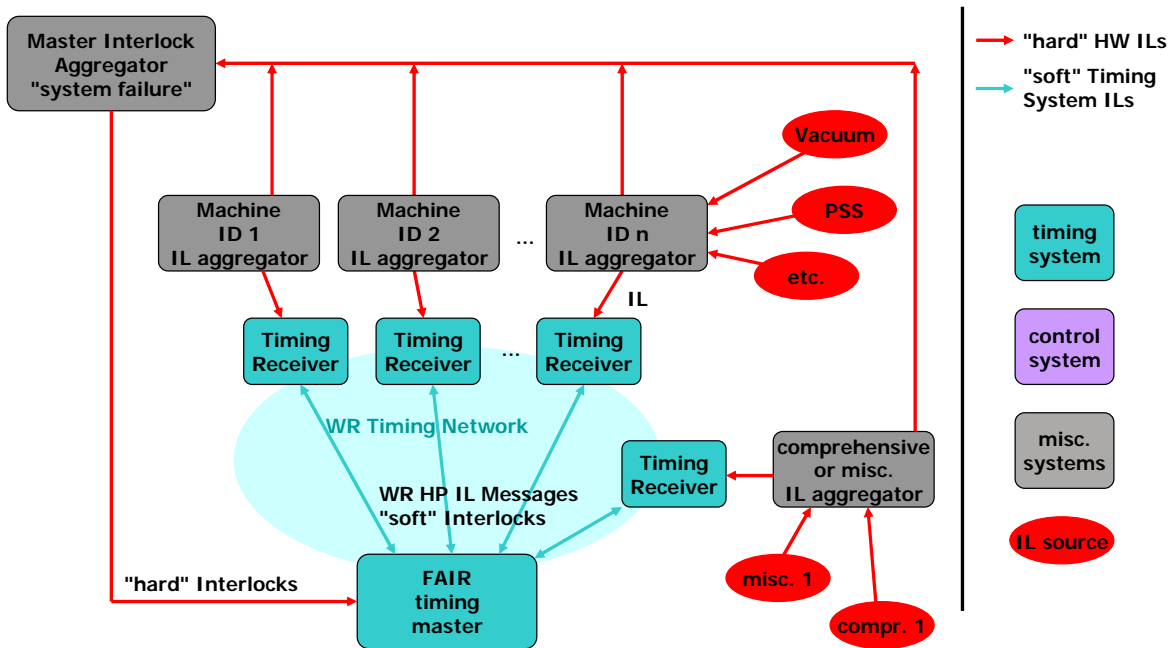 Master Interlock
Aggregator
"system failure"
"hard" HW ILs
"soft" Timing
System ILs
Vacuum
PSS
etc.
Machine
ID 1
IL aggregator
Machine
ID 2
IL aggregator
...
Machine
ID n
IL aggregator
IL
Timing
Receiver
Timing
Receiver
...
Timing
Receiver
WR Timing Network
WR HP IL Messages
"soft" Interlocks
Timing
Receiver
comprehensive
or misc.
IL aggregator
misc. 1
compr. 1
"hard" Interlocks
FAIR
timing
master
timing
system
control
system
misc.
systems
IL source